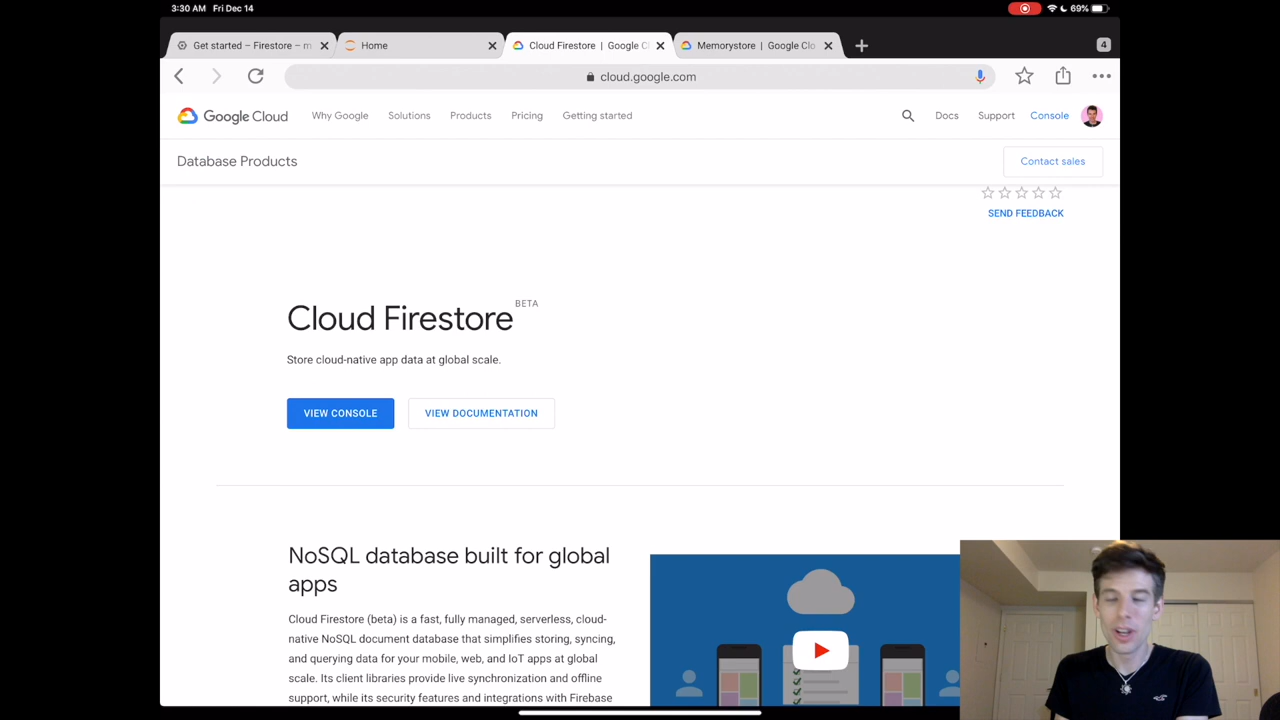 3:30 AM Fri Dec 14
69%
Get started – Firestore – m
Home
Cloud Firestore | Google Cl
Memorystore | Google Clo
4
cloud.google.com
Google Cloud
Why Google
Solutions
Products
Pricing
Getting started
Docs
Support
Console
Database Products
Contact sales
SEND FEEDBACK
Cloud Firestore BETA
Store cloud-native app data at global scale.
VIEW CONSOLE
VIEW DOCUMENTATION
NoSQL database built for global
apps
Cloud Firestore (beta) is a fast, fully managed, serverless, cloud-
native NoSQL document database that simplifies storing, syncing,
and querying data for your mobile, web, and IoT apps at global
scale. Its client libraries provide live synchronization and offline
support, while its security features and integrations with Firebase